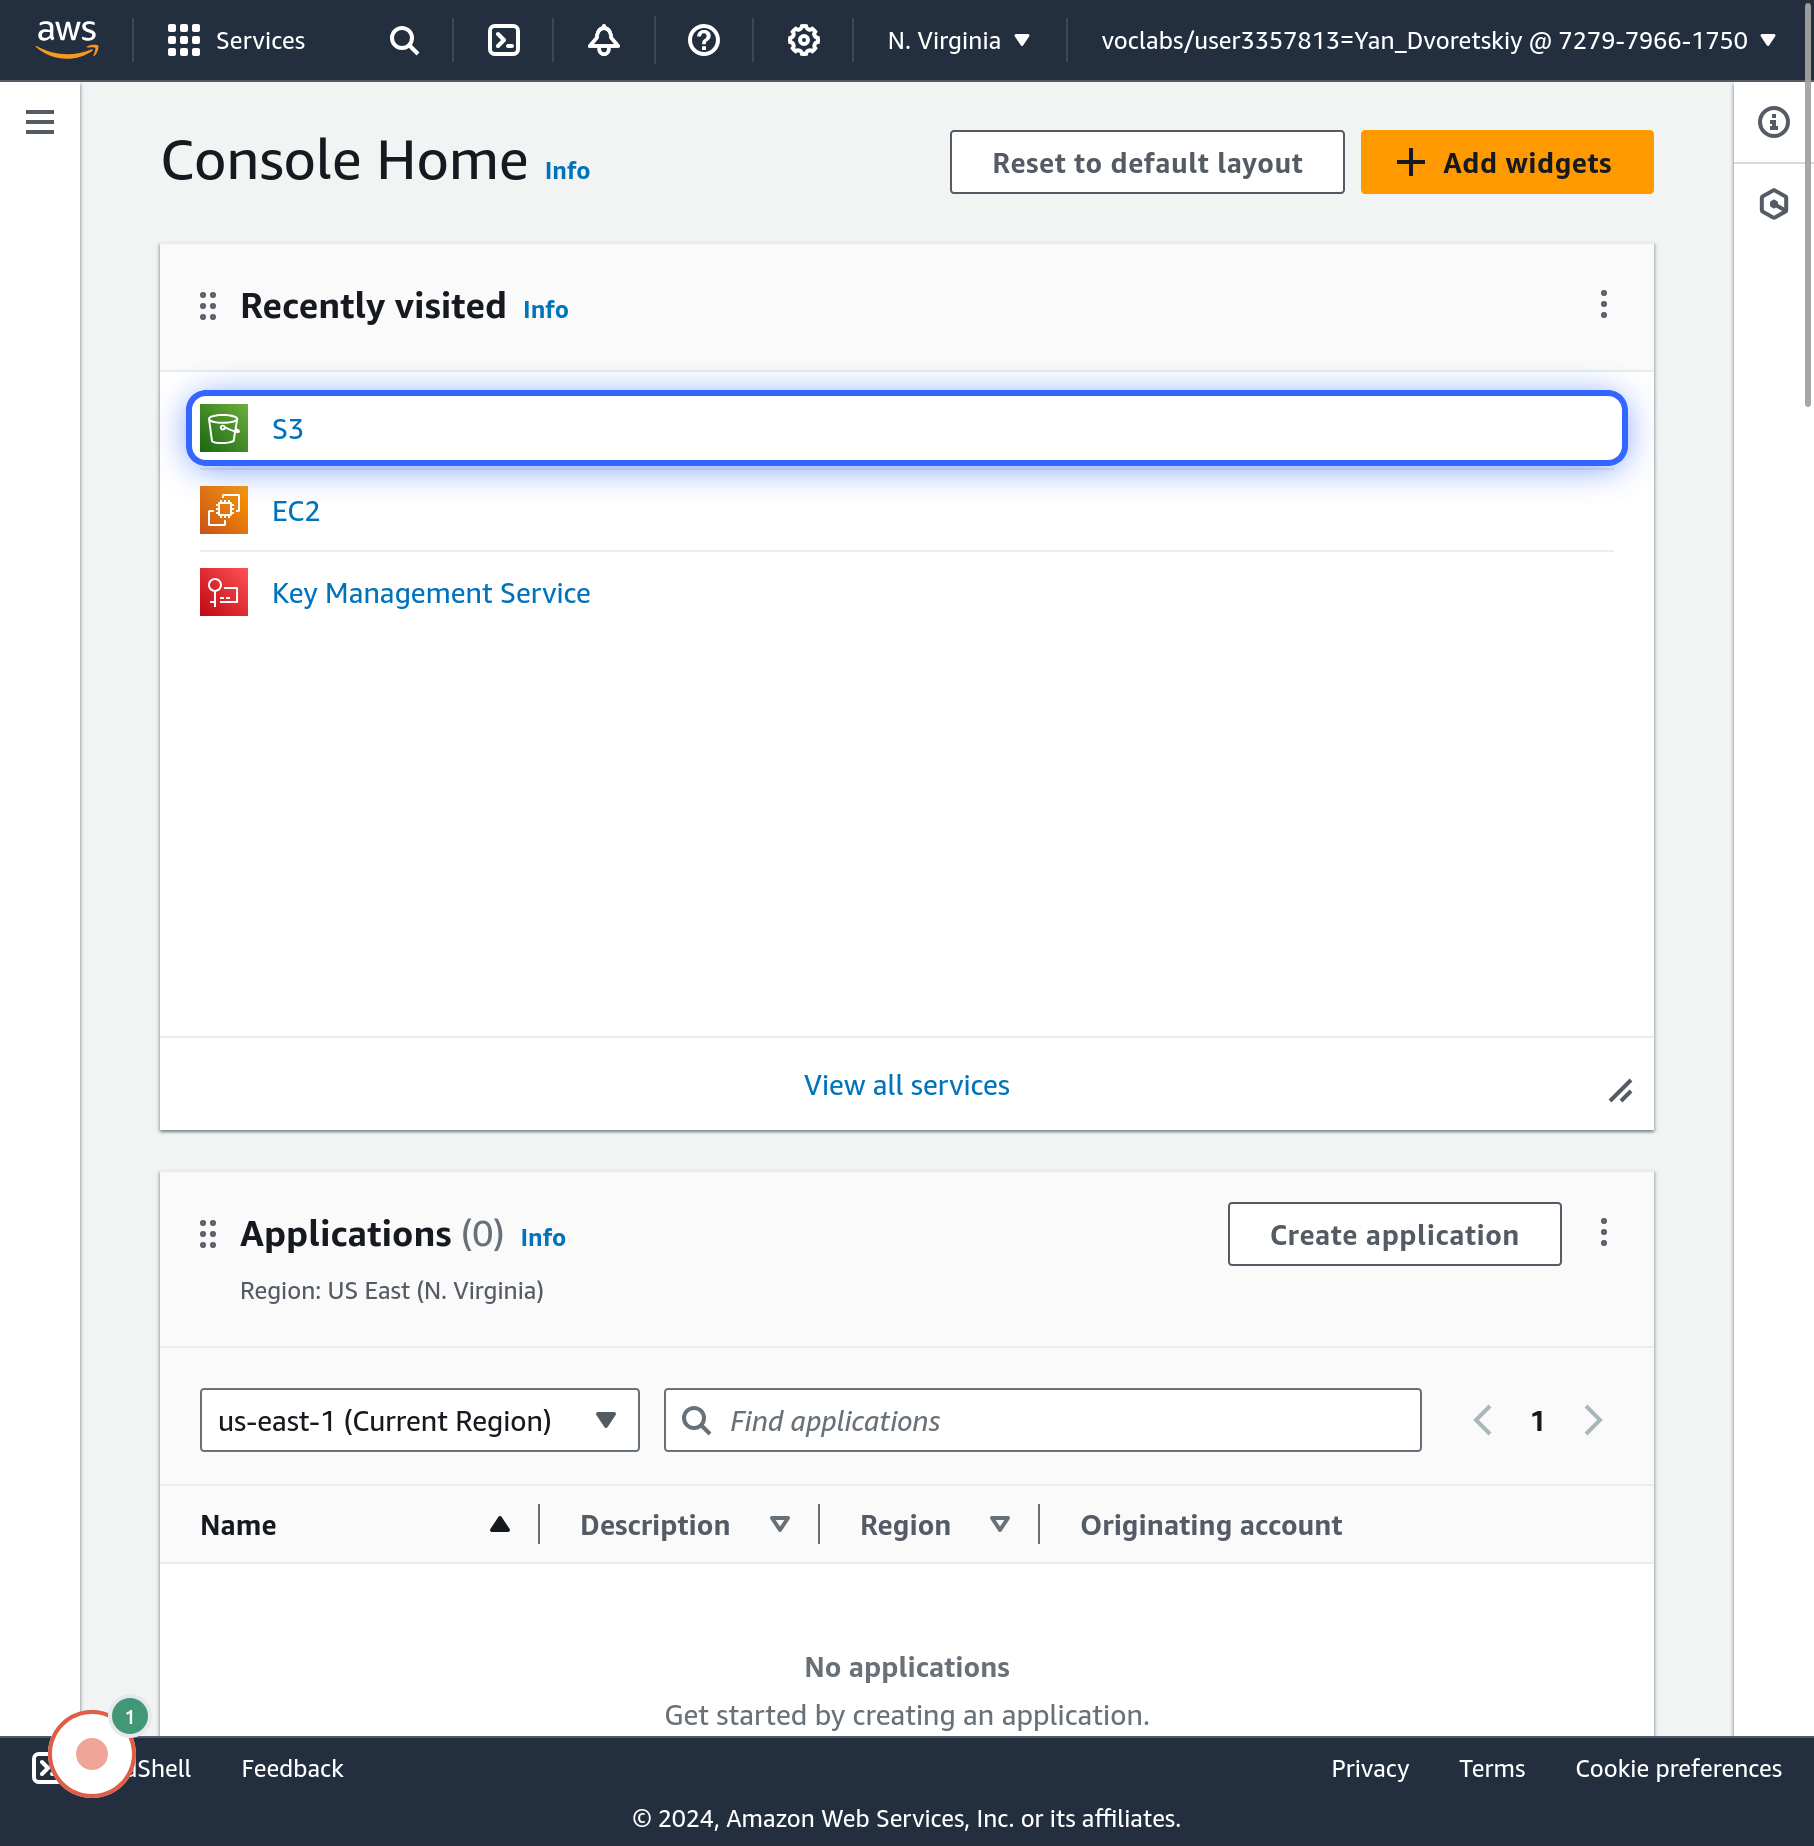 aws
Services
N. Virginia
voclabs/user3357813=Yan_Dvoretskiy @ 7279-7966-1750
Console Home Info
Reset to default layout
Add widgets
Recently visited Info
S3
EC2
Key Management Service
View all services
Applications (0) Info
Create application
Region: US East (N. Virginia)
us-east-1 (Current Region)
Find applications
1
Name
Description
Region
Originating account
No applications
Get started by creating an application.
1
Shell
Feedback
Privacy
Terms
Cookie preferences
© 2024, Amazon Web Services, Inc. or its affiliates.